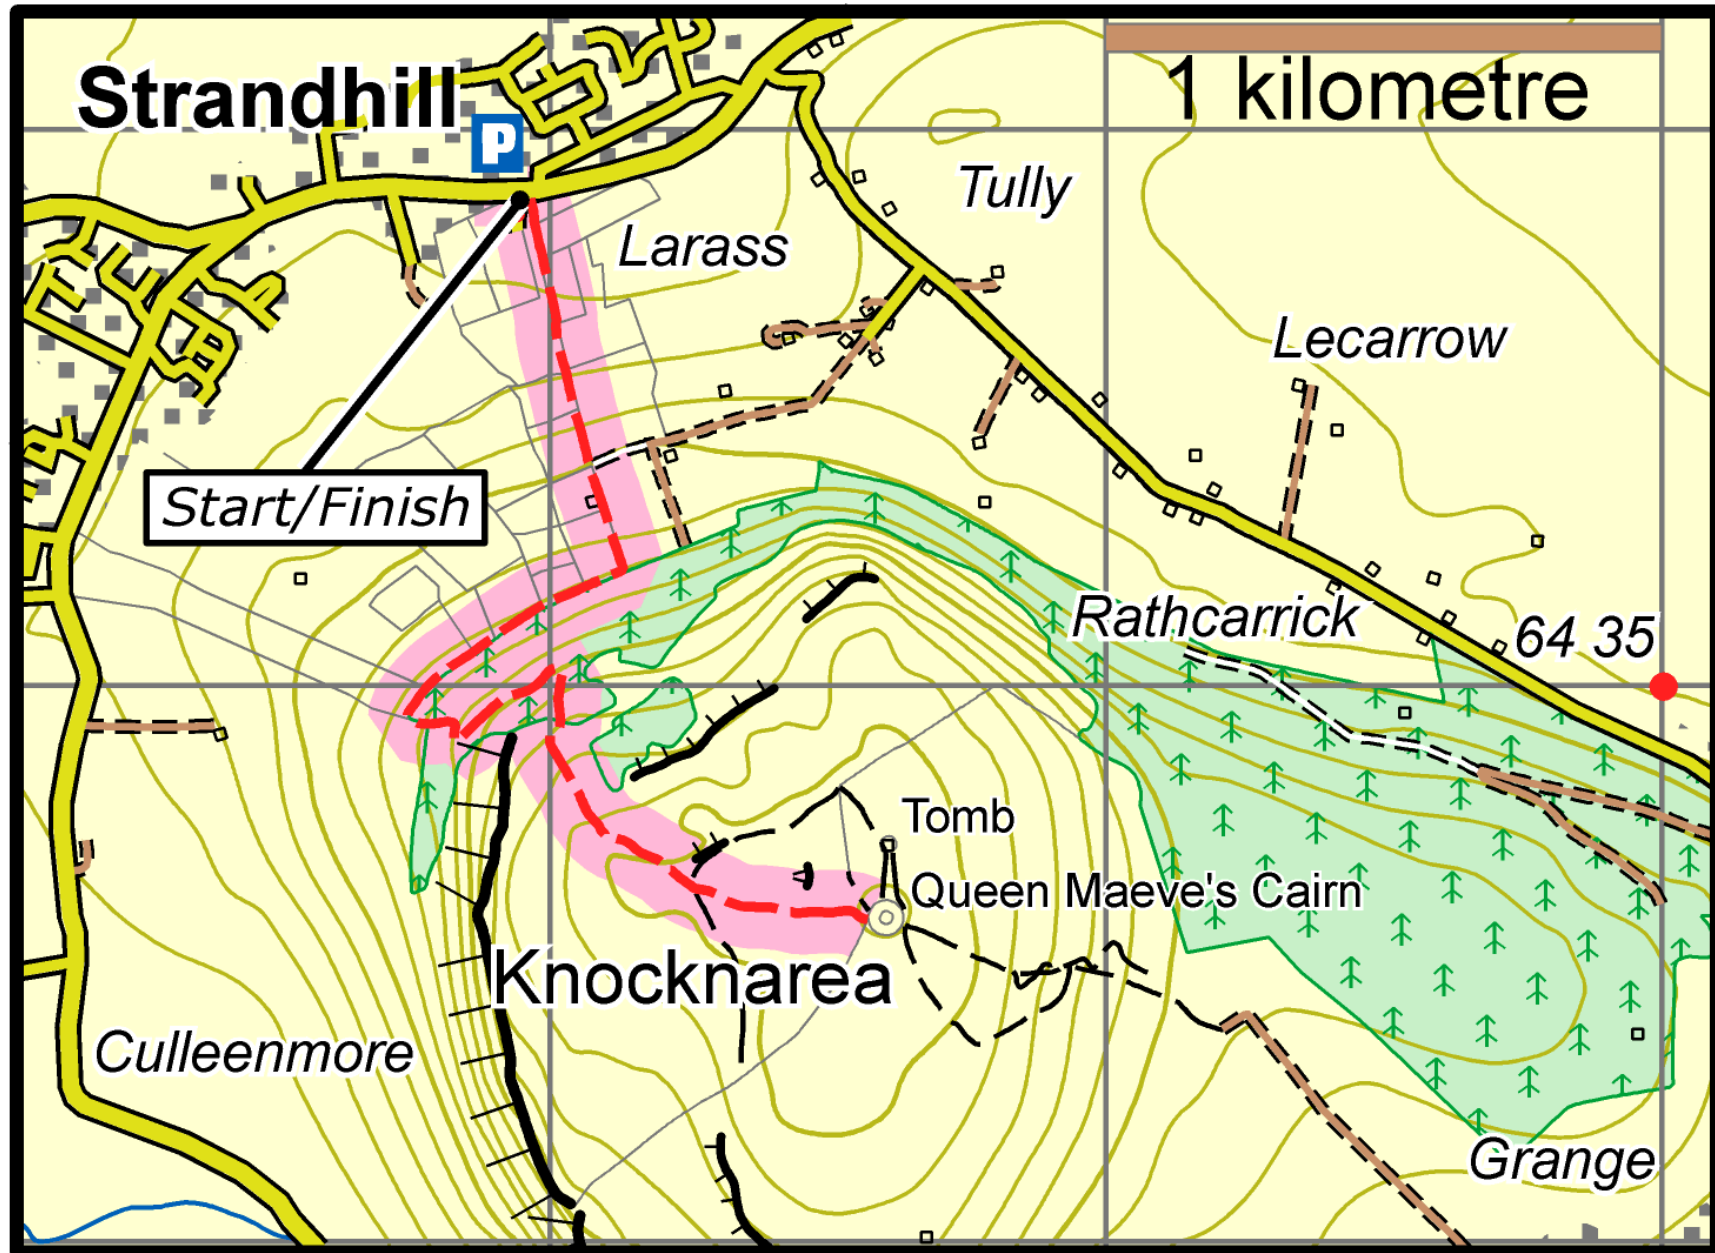 Strandhill
P
1 kilometre
Tully
Larass
Lecarrow
Start/Finish
Rathcarrick
64 35
Tomb
Queen Maeve's Cairn
Knocknarea
Culleenmore
Grange